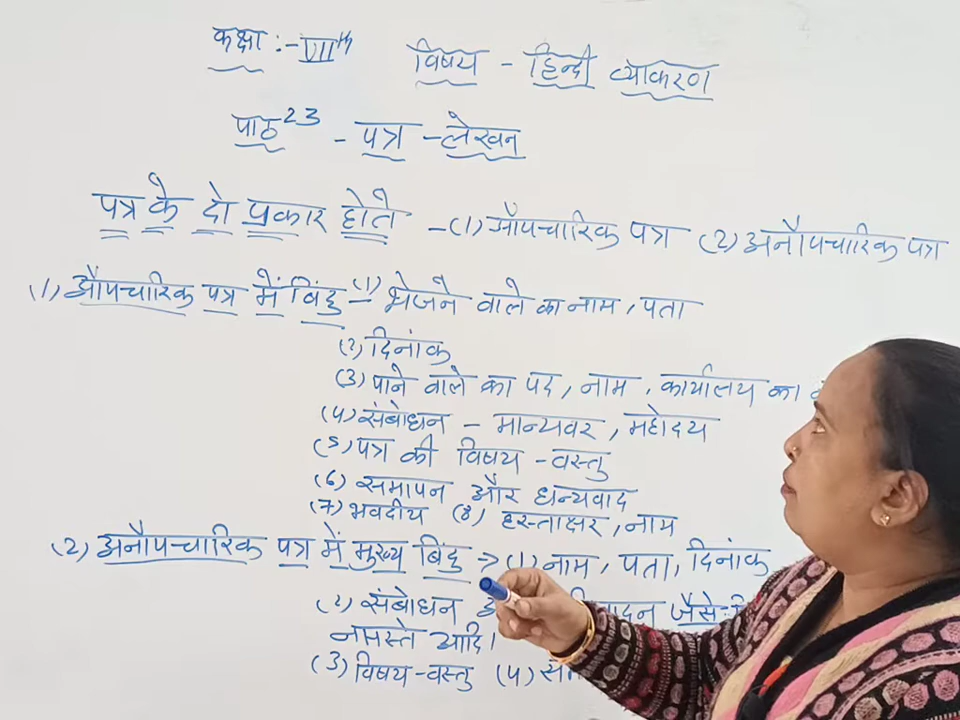 कक्षा :- VIIth
विषय - हिन्दी व्याकरण
पाठ 23 - पत्र - लेखन
पत्र के दो प्रकार होते - (1) औपचारिक पत्र (2) अनौपचारिक पत्र
(1) औपचारिक पत्र में बिंदु - (1) भेजने वाले का नाम, पता
(2) दिनांक
(3) पाने वाले का पद, नाम, कार्यालय का
(4) संबोधन - मान्यवर, महोदय
(5) पत्र की विषय - वस्तु
(6) समापन और धन्यवाद
(7) भवदीय (8) हस्ताक्षर, नाम
(2) अनौपचारिक पत्र में मुख्य बिंदु → (1) नाम, पता, दिनांक
(2) संबोधन जैसे:
नमस्ते आदि।
(3) विषय - वस्तु (4)